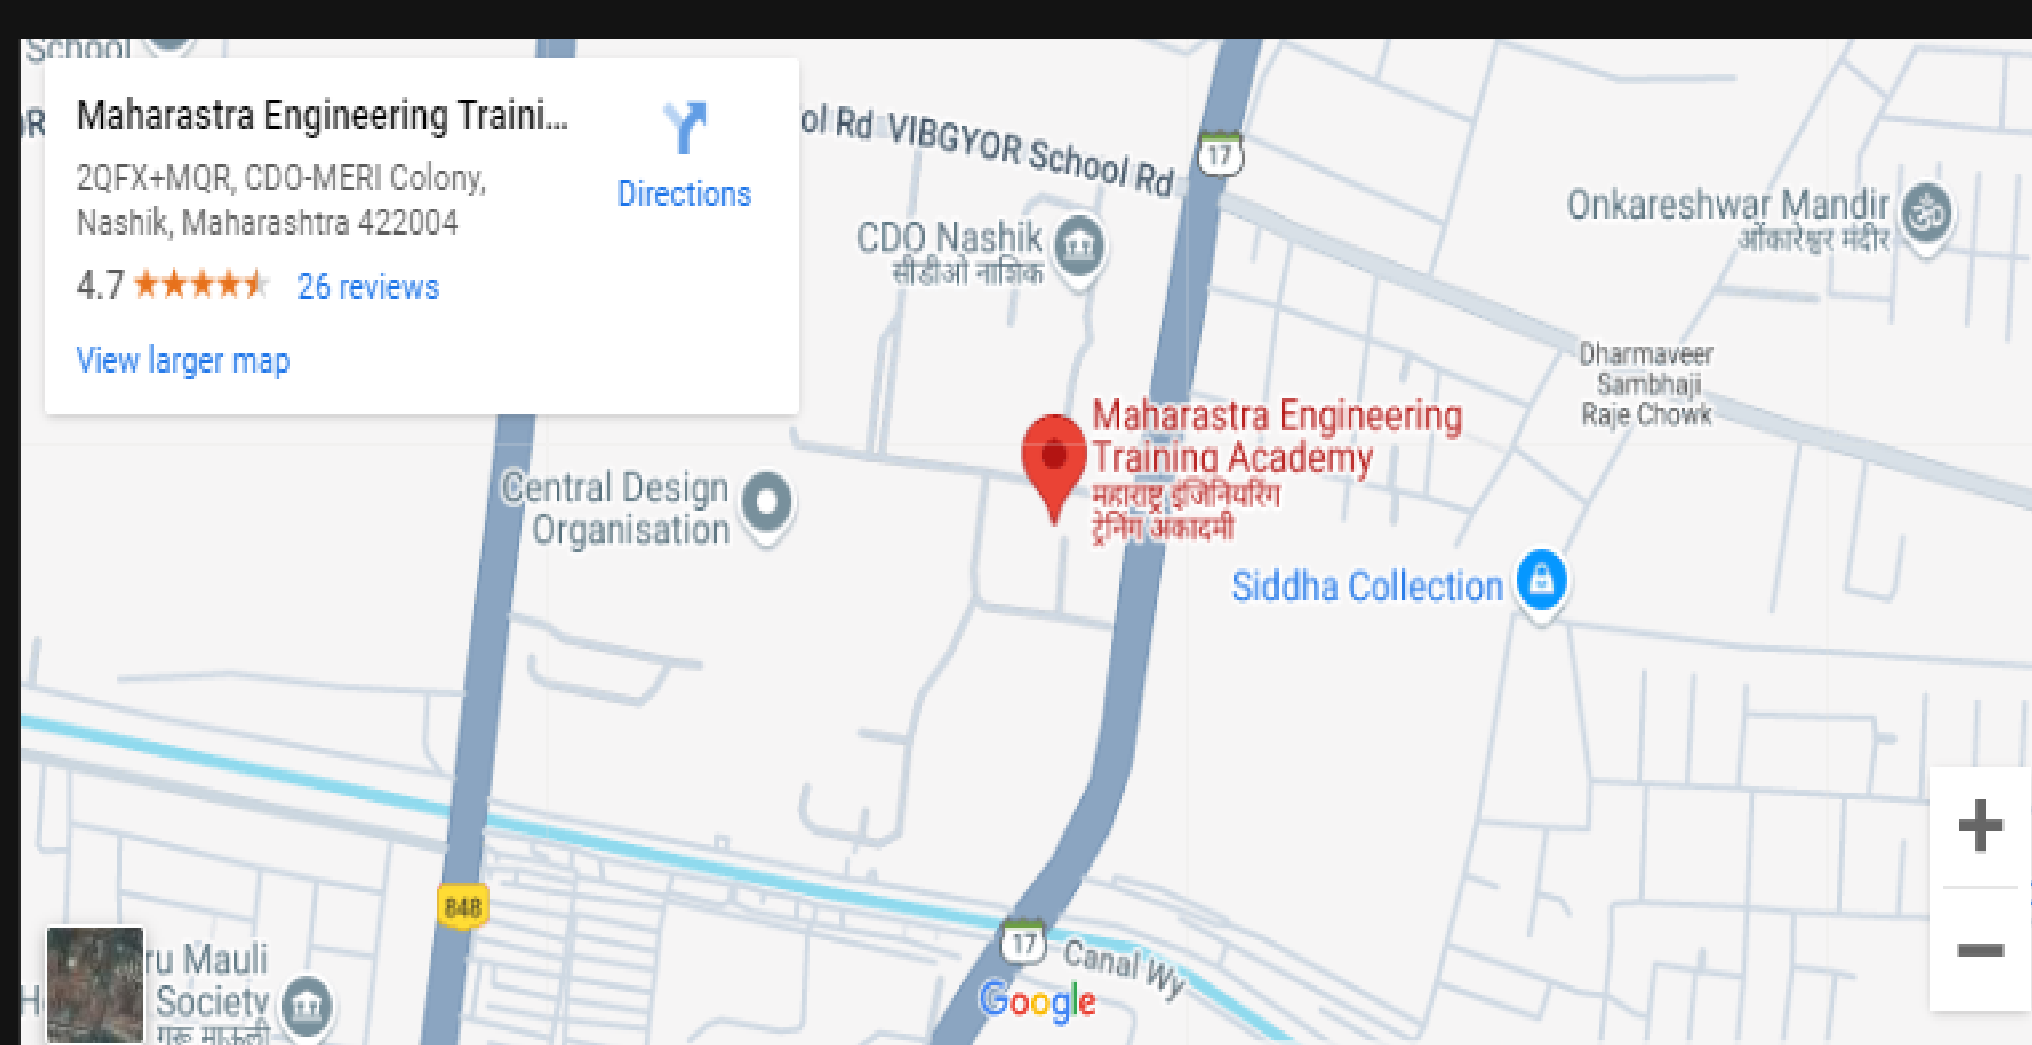 School
Maharastra Engineering Traini...
2QFX+MQR, CDO-MERI Colony,
Nashik, Maharashtra 422004
4.7
26 reviews
View larger map
Directions
ol Rd
VIBGYOR School Rd
17
CDO Nashik
सीडीओ नाशिक
Onkareshwar Mandir
ओंकारेश्वर मंदीर
Dharmaveer
Sambhaji
Raje Chowk
Maharastra Engineering
Training Academy
महाराष्ट्र इंजिनियरिंग
ट्रेनिंग अकादमी
Central Design
Organisation
Siddha Collection
848
17
Canal Wy
ru Mauli
Society
गुरू माऊली
Google